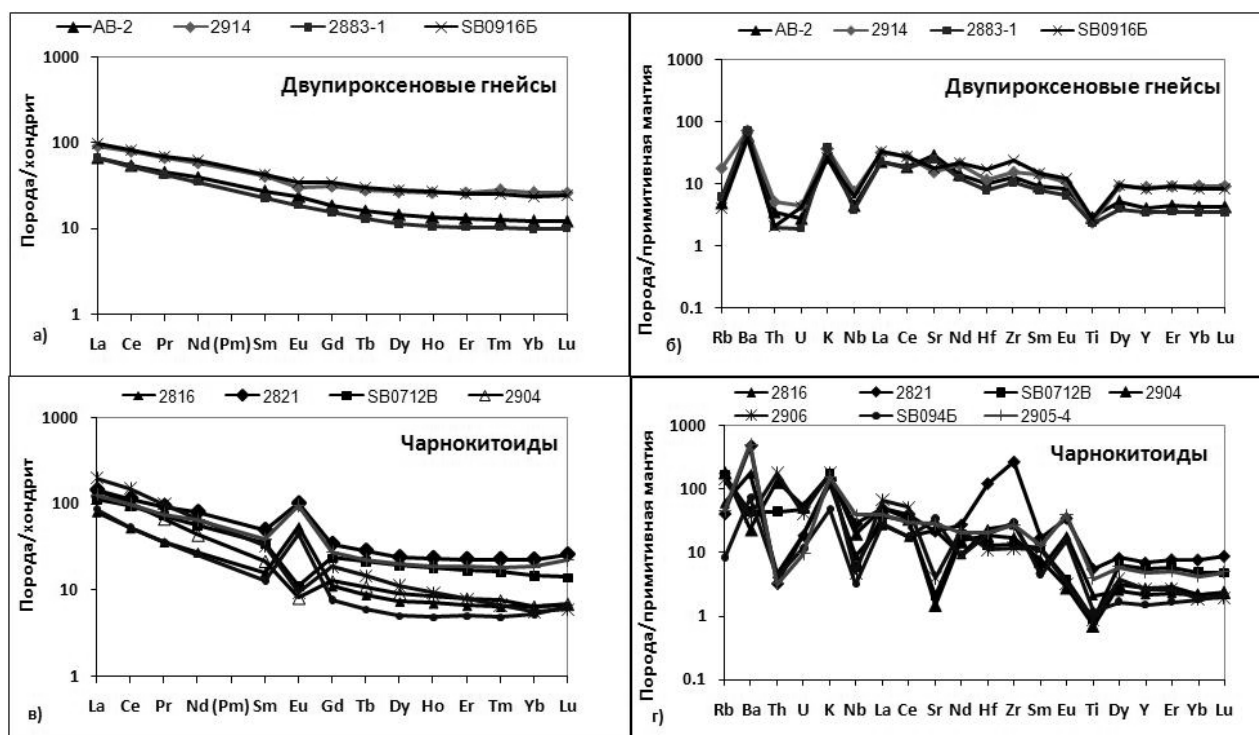 AB-2 2914 2883-1 SB0916Б
1000
100
10
1
Порода/хондрит
Двупироксеновые гнейсы
а)
La Ce Pr Nd (Pm) Sm Eu Gd Tb Dy Ho Er Tm Yb Lu
AB-2 2914 2883-1 SB0916Б
1000
100
10
1
0.1
Порода/примитивная мантия
Двупироксеновые гнейсы
б)
Rb Ba Th U K Nb La Ce Sr Nd Hf Zr Sm Eu Ti Dy Y Er Yb Lu
2816 2821 SB0712B 2904
1000
100
10
1
Порода/хондрит
Чарнокитоиды
в)
La Ce Pr Nd (Pm) Sm Eu Gd Tb Dy Ho Er Tm Yb Lu
2816 2821 SB0712B 2904
2906 SB094Б 2905-4
1000
100
10
1
0.1
Порода/примитивная мантия
Чарнокитоиды
г)
Rb Ba Th U K Nb La Ce Sr Nd Hf Zr Sm Eu Ti Dy Y Er Yb Lu